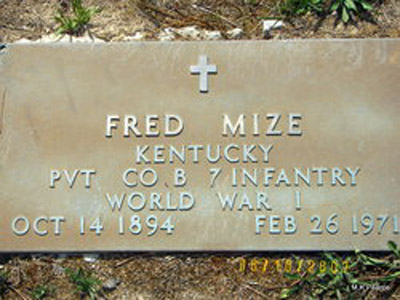 FRED MIZE
KENTUCKY
PVT CO B 7 INFANTRY
WORLD WAR I
OCT 14 1894 FEB 26 1971